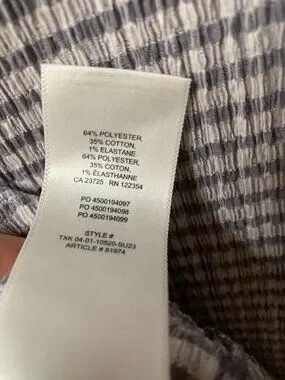 64% POLYESTER
35% COTTON,
1% ELASTANE
64% POLYESTER,
35% COTON,
1% ÉLASTHANNE
CA 23725 RN 122354
PO 4500194097
PO 4500194098
PO 4500194099
STYLE #
TXK 04-01-10520-SU23
ARTICLE # 81974